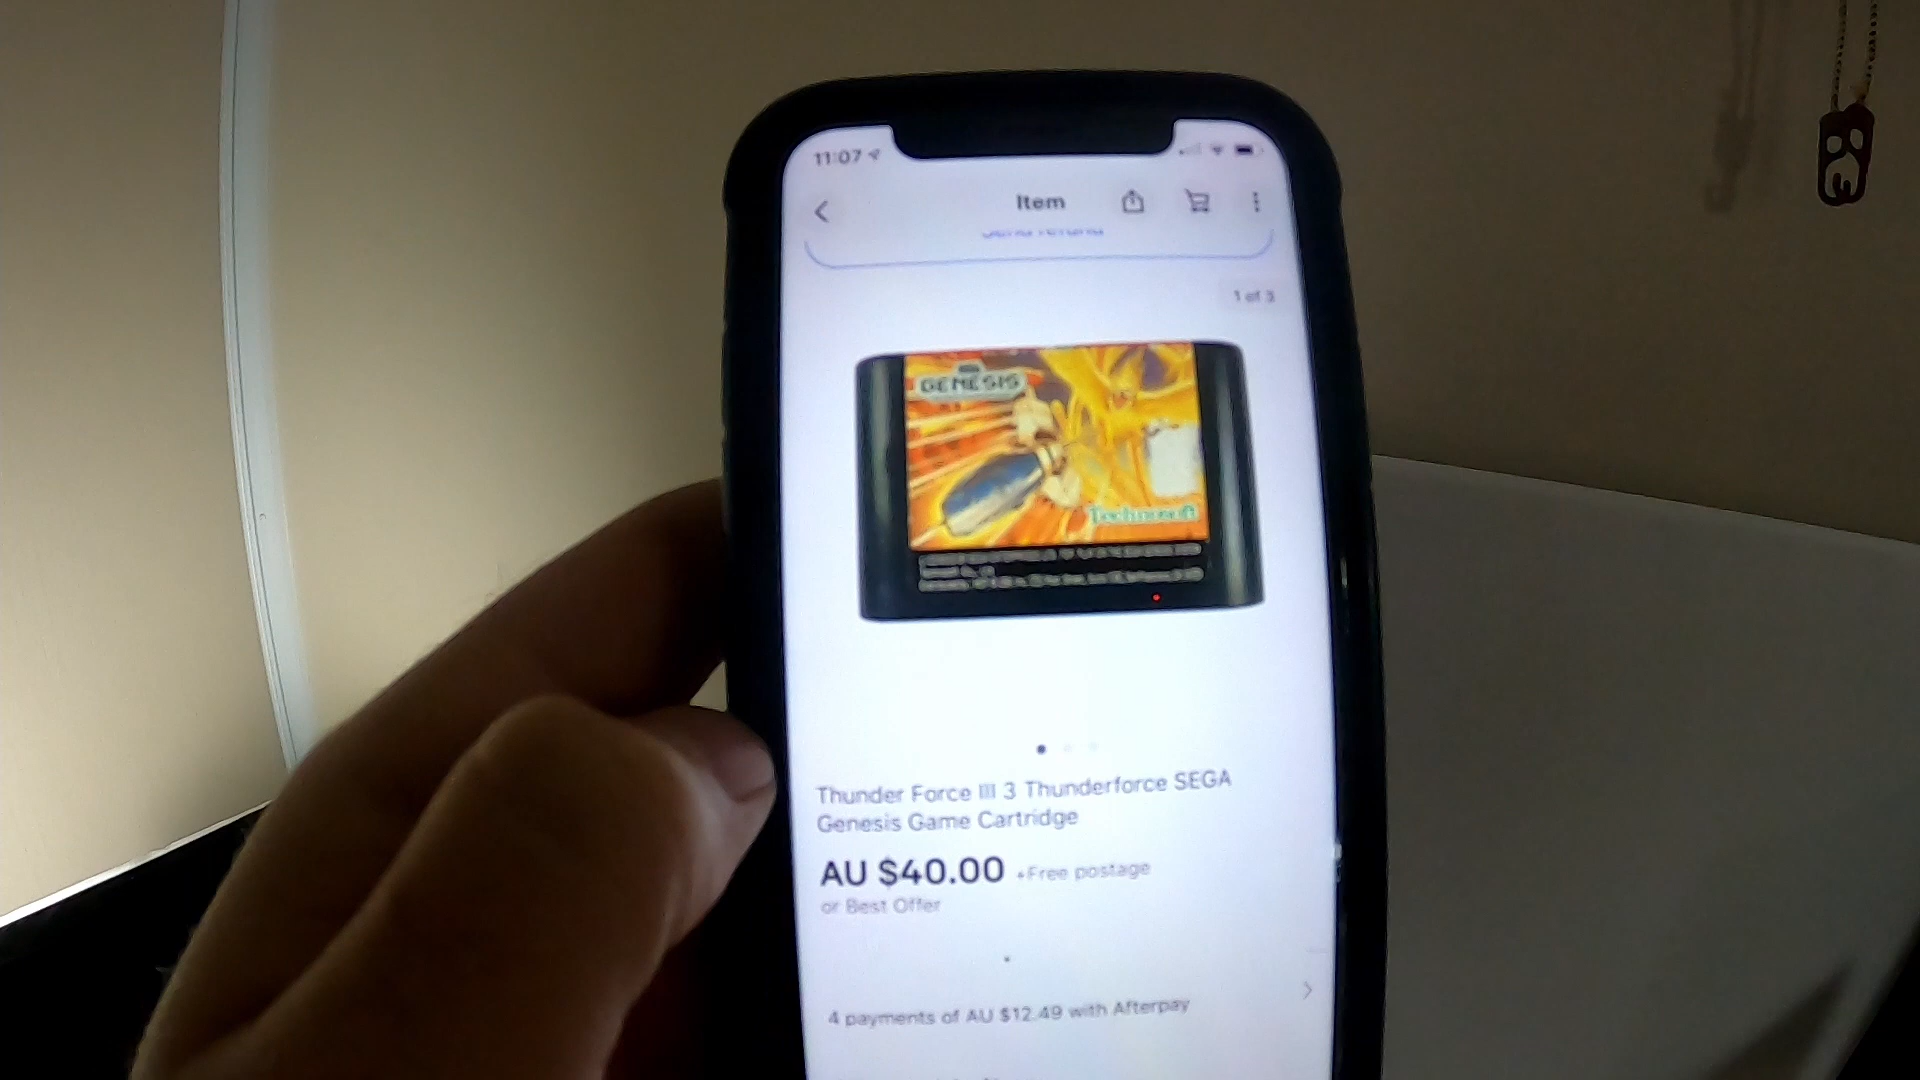 11:07
Item
1 of 3
GENESIS
Technosoft
Thunder Force III 3 Thunderforce SEGA
Genesis Game Cartridge
AU $40.00 +Free postage
or Best Offer
4 payments of AU $12.49 with Afterpay